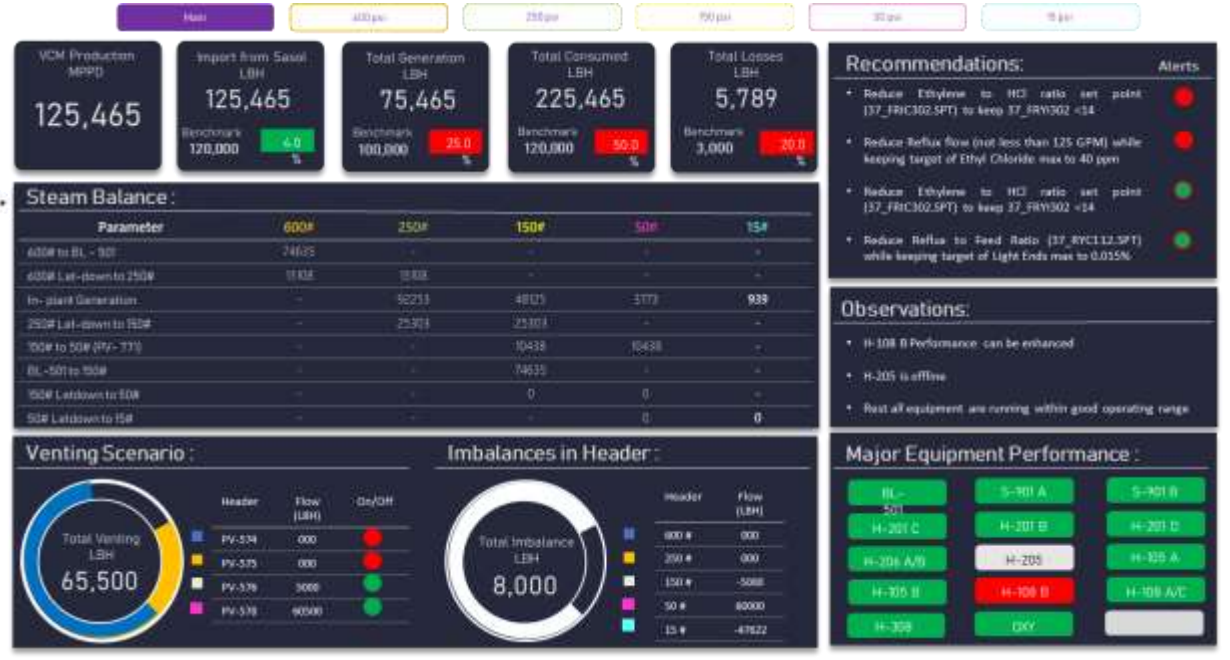 Main
600 psi
250 psi
150 psi
50 psi
15 psi
VCM Production
MPPD
125,465
Import from Sasol
LBH
125,465
Benchmark
120,000
4.0
%
Total Generation
LBH
75,465
Benchmark
100,000
25.0
%
Total Consumed
LBH
225,465
Benchmark
120,000
50.0
%
Total Losses
LBH
5,789
Benchmark
3,000
20.0
%
Recommendations:
Alerts
• Reduce Ethylene to HCl ratio set point
(37_FRIC302.SPT) to keep 37_FRYI302 <14
• Reduce Reflux flow (not less than 125 GPM) while
keeping target of Ethyl Chloride max to 40 ppm
• Reduce Ethylene to HCl ratio set point
(37_FRIC302.SPT) to keep 37_FRYI302 <14
• Reduce Reflux to Feed Ratio (37_RYC112.SPT)
while keeping target of Light Ends max to 0.015%
Steam Balance:
Parameter 600# 250# 150# 50# 15#
600# to BL - 501 74635 - - - -
600# Let-down to 250# - - -
In-plant Generation - 92253 48125 3773 939
250# Let-down to 150# - 25303 25303 - -
150# to 50# (PV- 771) - - 10438 10438 -
BL-501 to 150# - - 74635 - -
150# Letdown to 50# - - 0 0 -
50# Letdown to 15# - - - 0 0
Observations:
• H-108 B Performance can be enhanced
• H-205 is offline
• Rest all equipment are running within good operating range
Venting Scenario :
Total Venting
LBH
65,500
Header Flow (LBH) On/Off
PV-574 000
PV-575 000
PV-576 5000
PV-578 60500
Imbalances in Header :
Total Imbalance
LBH
8,000
Header Flow (LBH)
600 # 000
250 # 000
150 # -5000
50 # 60000
15 # -47622
Major Equipment Performance :
BL-
501
S-901 A
S-901 B
H-201 C
H-201 B
H-201 D
H-206 A/B
H-205
H-105 A
H-105 B
H-108 B
H-108 A/C
H-308
OXY